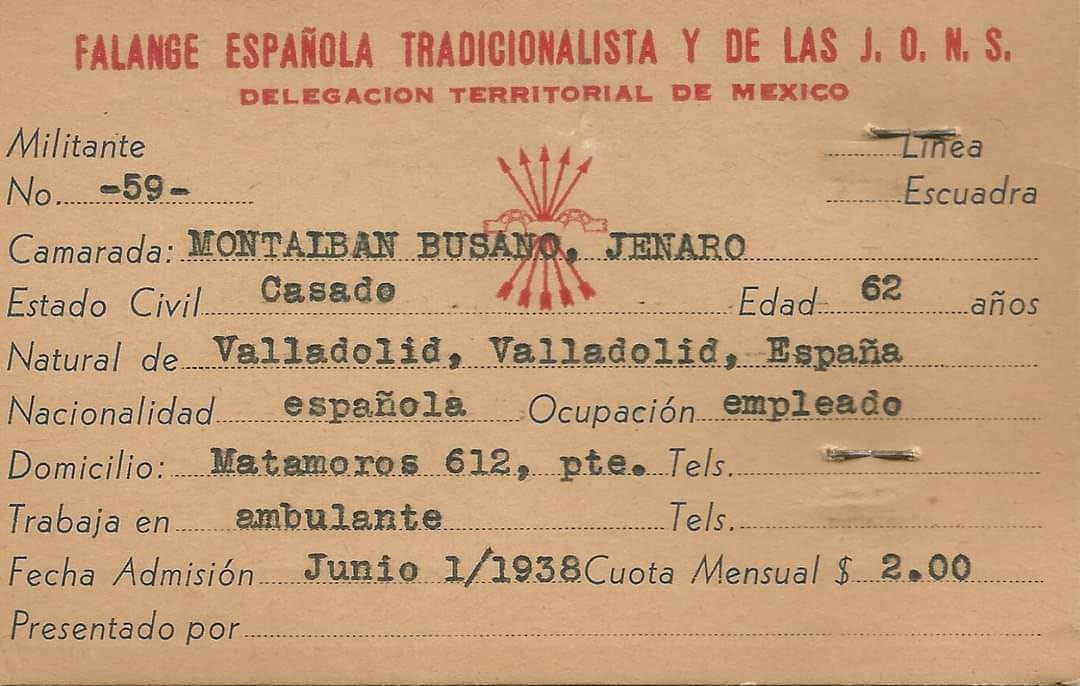 FALANGE ESPAÑOLA TRADICIONALISTA Y DE LAS J. O. N. S.
DELEGACION TERRITORIAL DE MEXICO
Militante Línea
No. -59- Escuadra
Camarada: MONTALBAN BUSANO, JENARO
Estado Civil Casado Edad 62 años
Natural de Valladolid, Valladolid, España
Nacionalidad española Ocupación empleado
Domicilio: Matamoros 612, pte. Tels.
Trabaja en ambulante Tels.
Fecha Admisión Junio 1/1938 Cuota Mensual $ 2.00
Presentado por